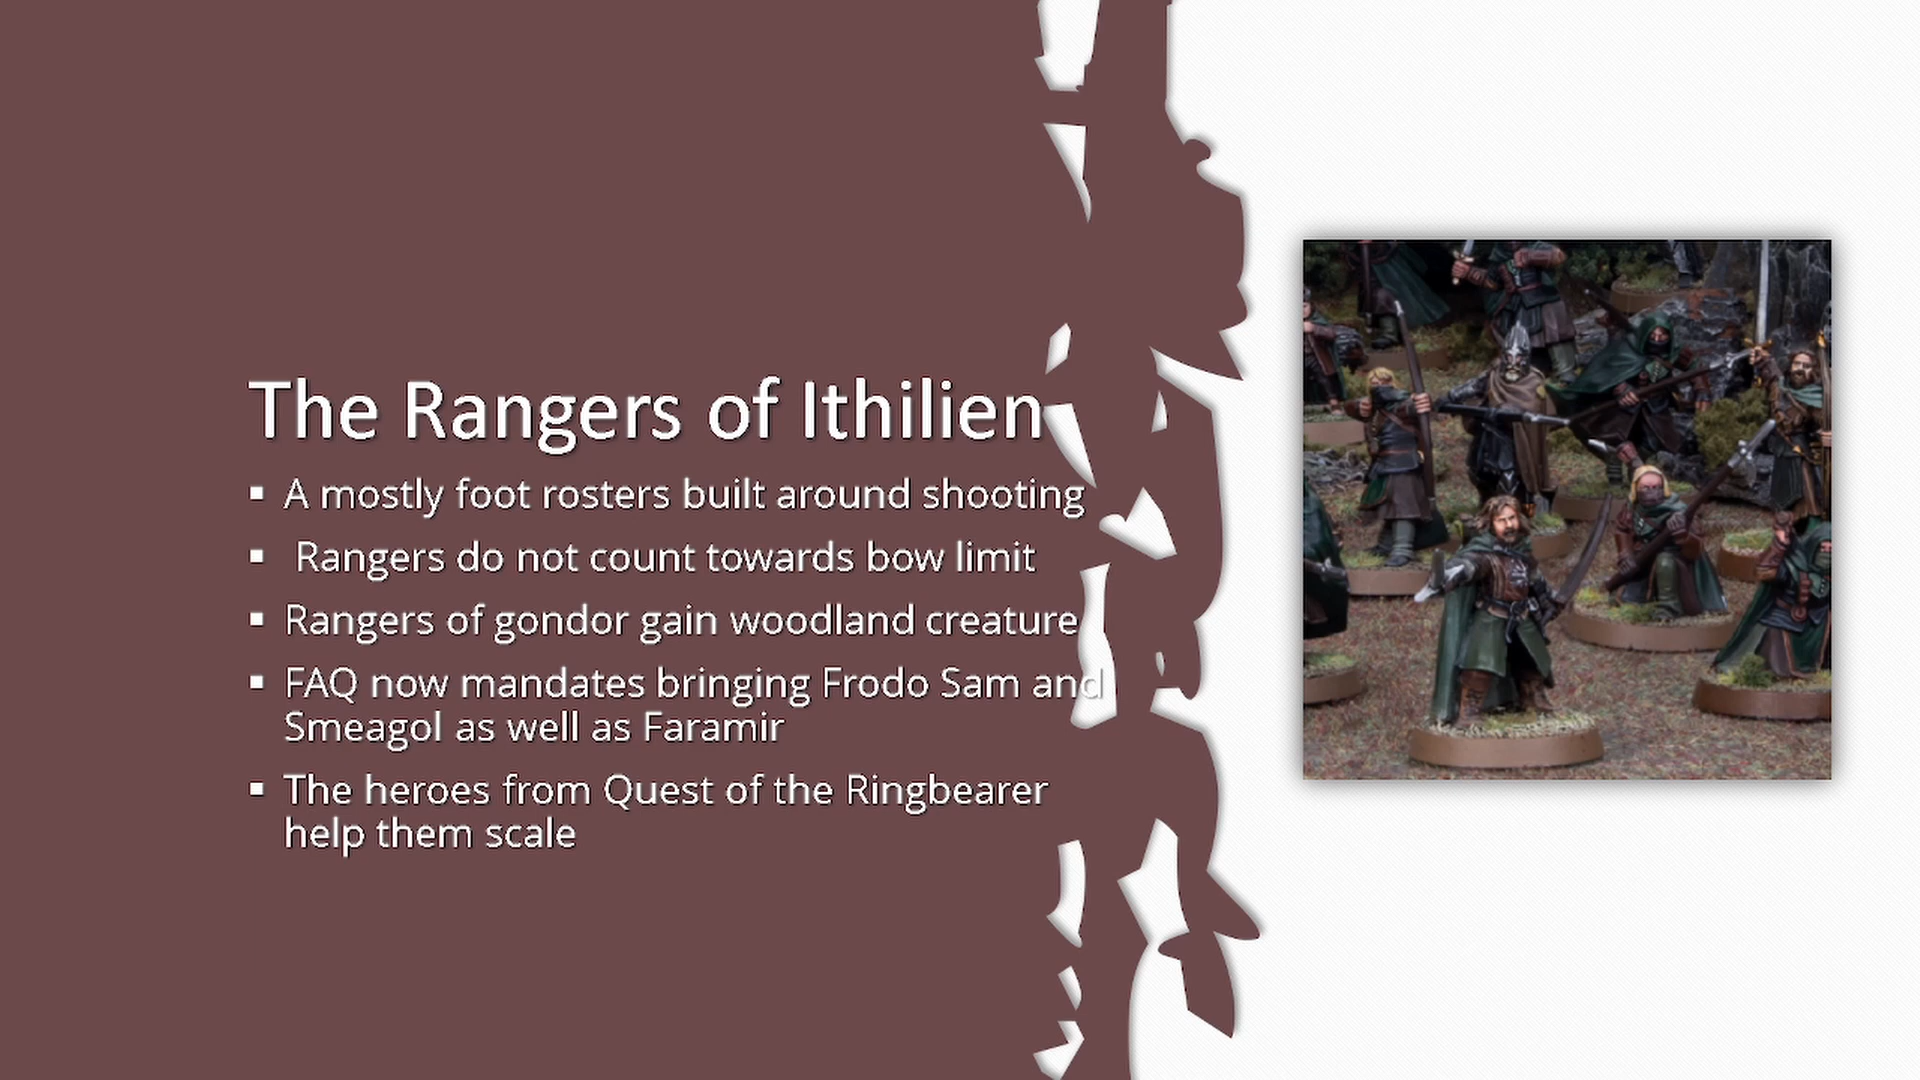 The Rangers of Ithilien
▪ A mostly foot rosters built around shooting
▪ Rangers do not count towards bow limit
▪ Rangers of gondor gain woodland creature
▪ FAQ now mandates bringing Frodo Sam and
Smeagol as well as Faramir
▪ The heroes from Quest of the Ringbearer
help them scale